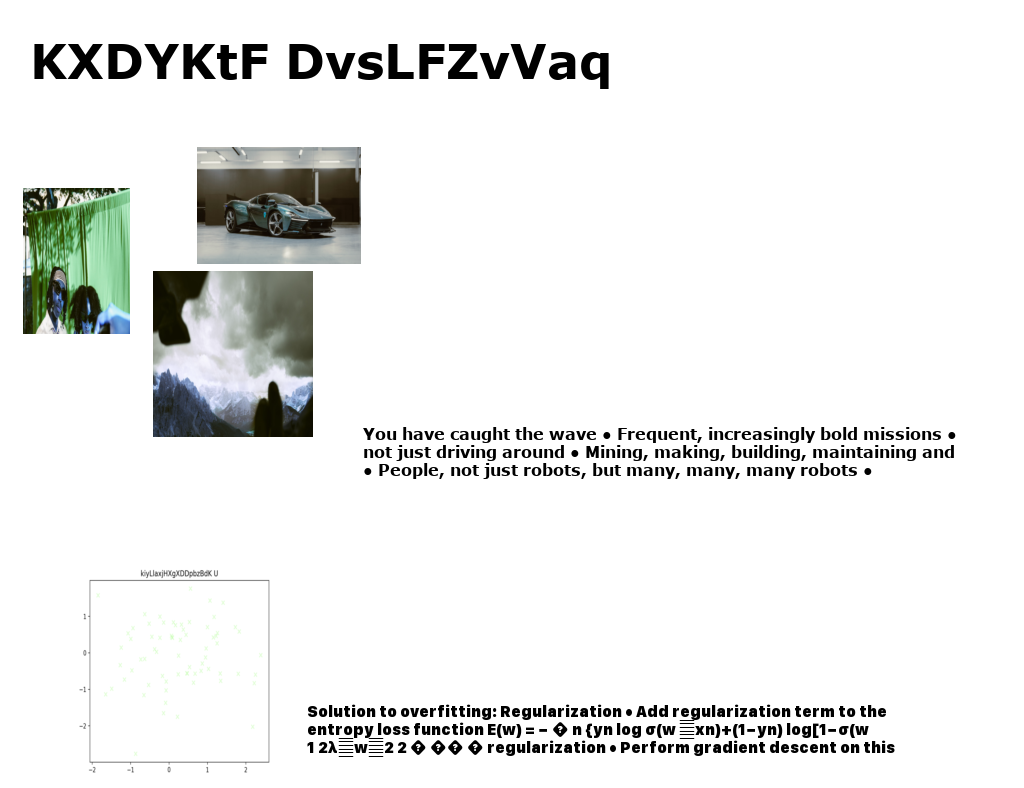 KXDYKtF DvsLFZvVaq
You have caught the wave ● Frequent, increasingly bold missions ●
not just driving around ● Mining, making, building, maintaining and
● People, not just robots, but many, many, many robots ●
1
0
−1
−2
−2 −1 0 1 2
Solution to overfitting: Regularization • Add regularization term to the
entropy loss function E(w) = − � n {yn log σ(w xn)+(1−yn) log[1−σ(w
1 2λ w 2 2 � �� � regularization • Perform gradient descent on this